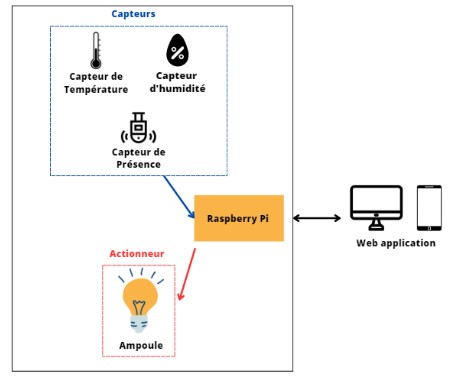 Capteurs
Capteur de
Température
Capteur
d'humidité
%
Capteur de
Présence
Raspberry Pi
Web application
Actionneur
Ampoule